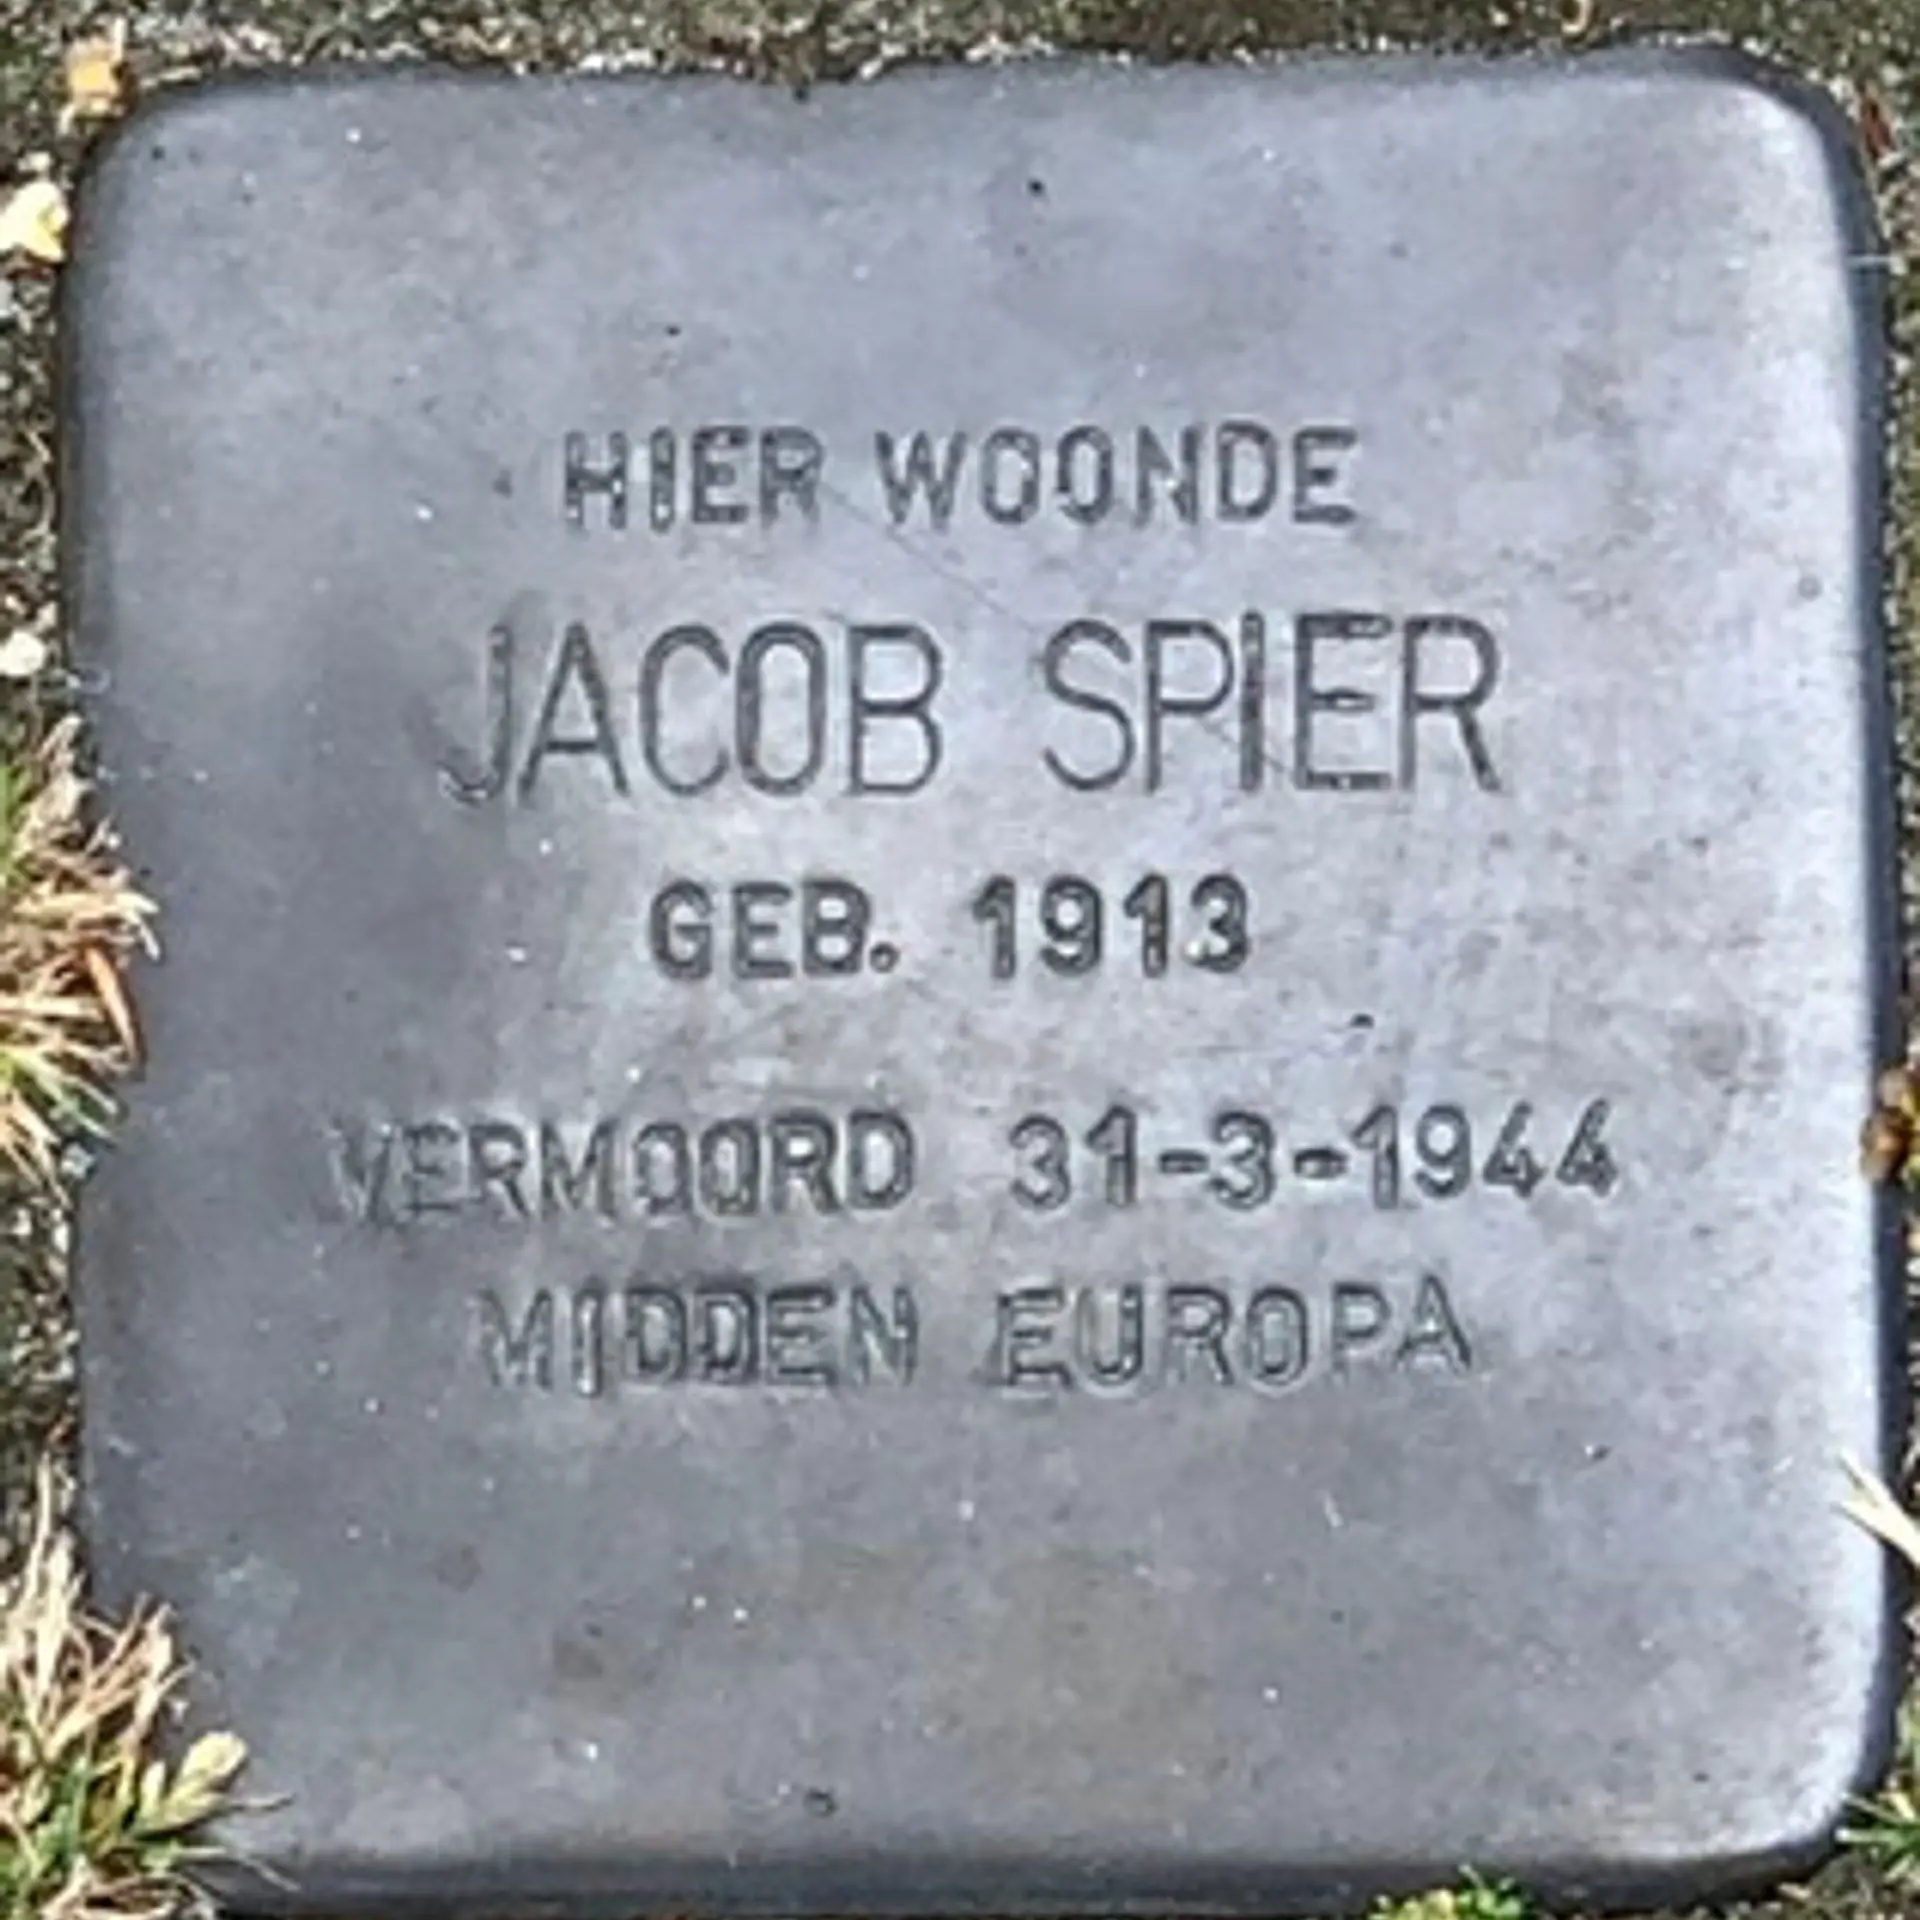 HIER WOONDE
JACOB SPIER
GEB. 1913
VERMOORD 31-3-1944
MIDDEN EUROPA